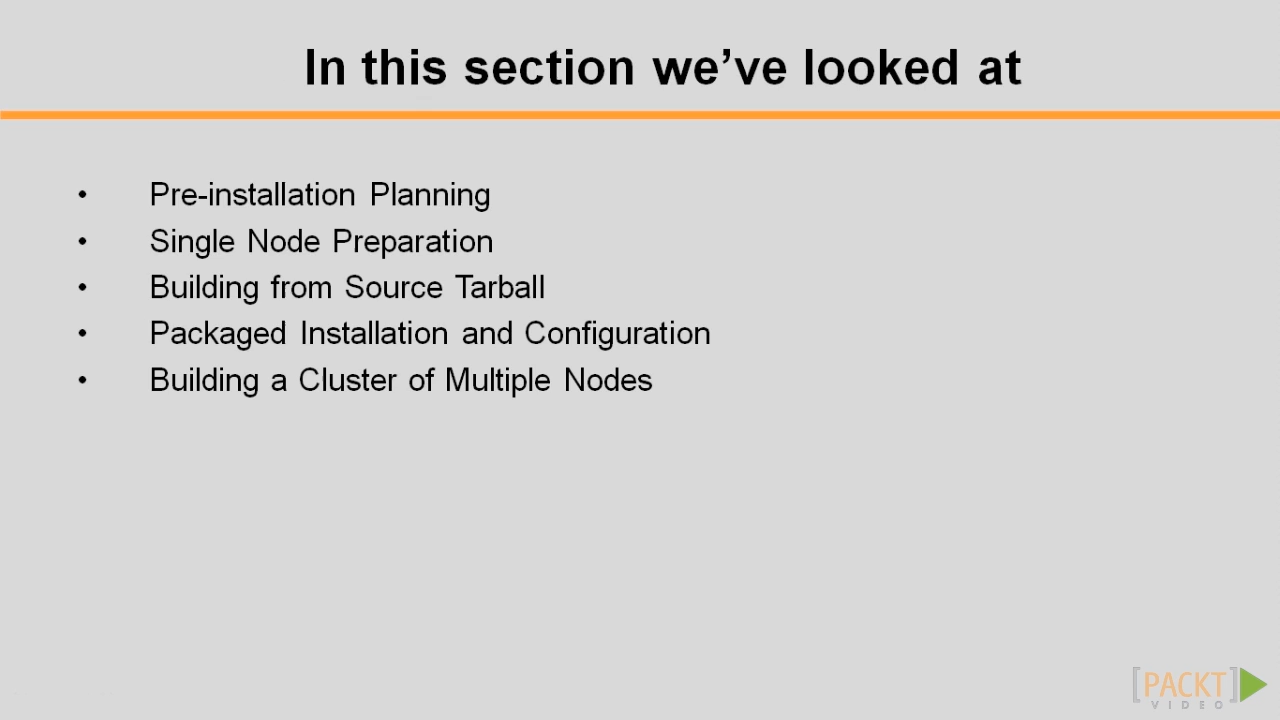 In this section we’ve looked at
• Pre-installation Planning
• Single Node Preparation
• Building from Source Tarball
• Packaged Installation and Configuration
• Building a Cluster of Multiple Nodes
[PACKT]
VIDEO